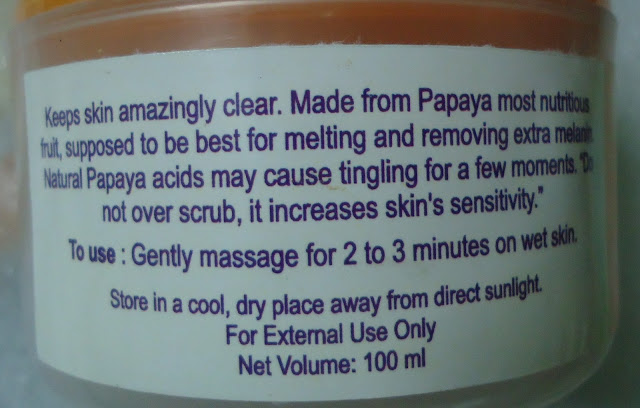 Keeps skin amazingly clear. Made from Papaya most nutritious
fruit, supposed to be best for melting and removing extra melanin.
Natural Papaya acids may cause tingling for a few moments. "Do
not over scrub, it increases skin's sensitivity."
To use : Gently massage for 2 to 3 minutes on wet skin.
Store in a cool, dry place away from direct sunlight.
For External Use Only
Net Volume: 100 ml